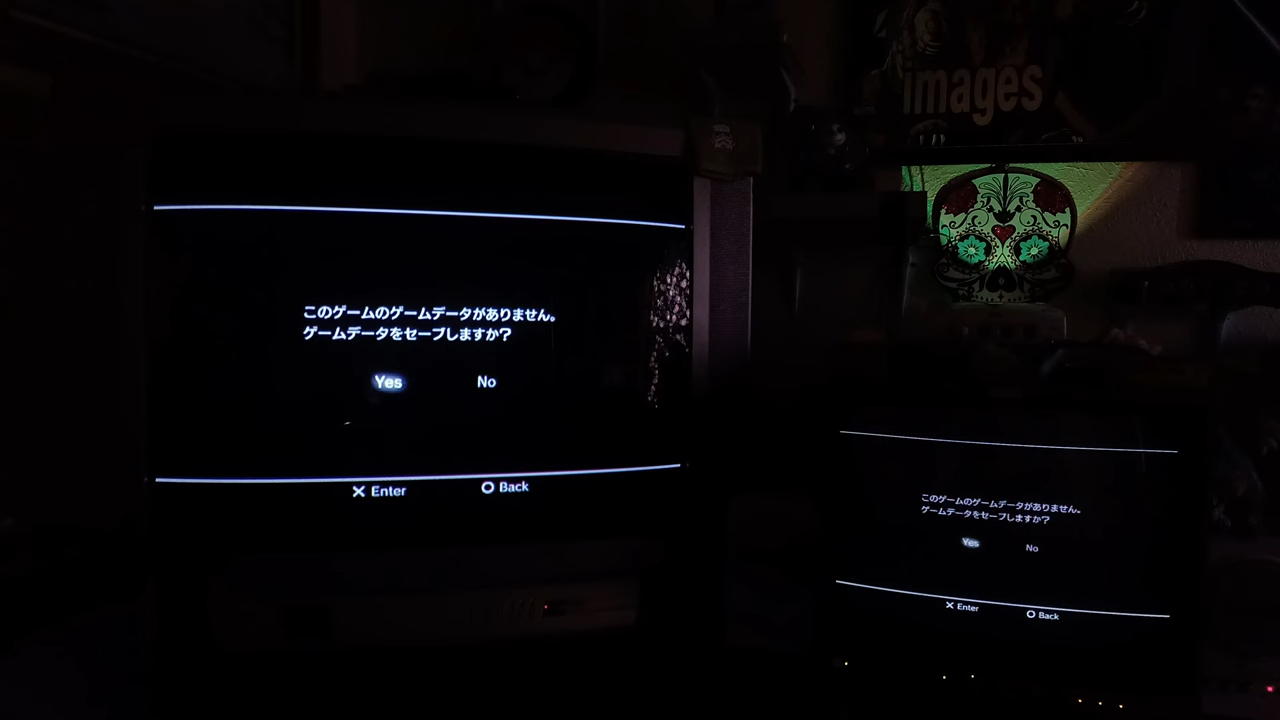 images
このゲームのゲームデータがありません。
ゲームデータをセーブしますか?
Yes No
✕ Enter ○ Back
このゲームのゲームデータがありません。
ゲームデータをセーブしますか?
Yes No
✕ Enter ○ Back